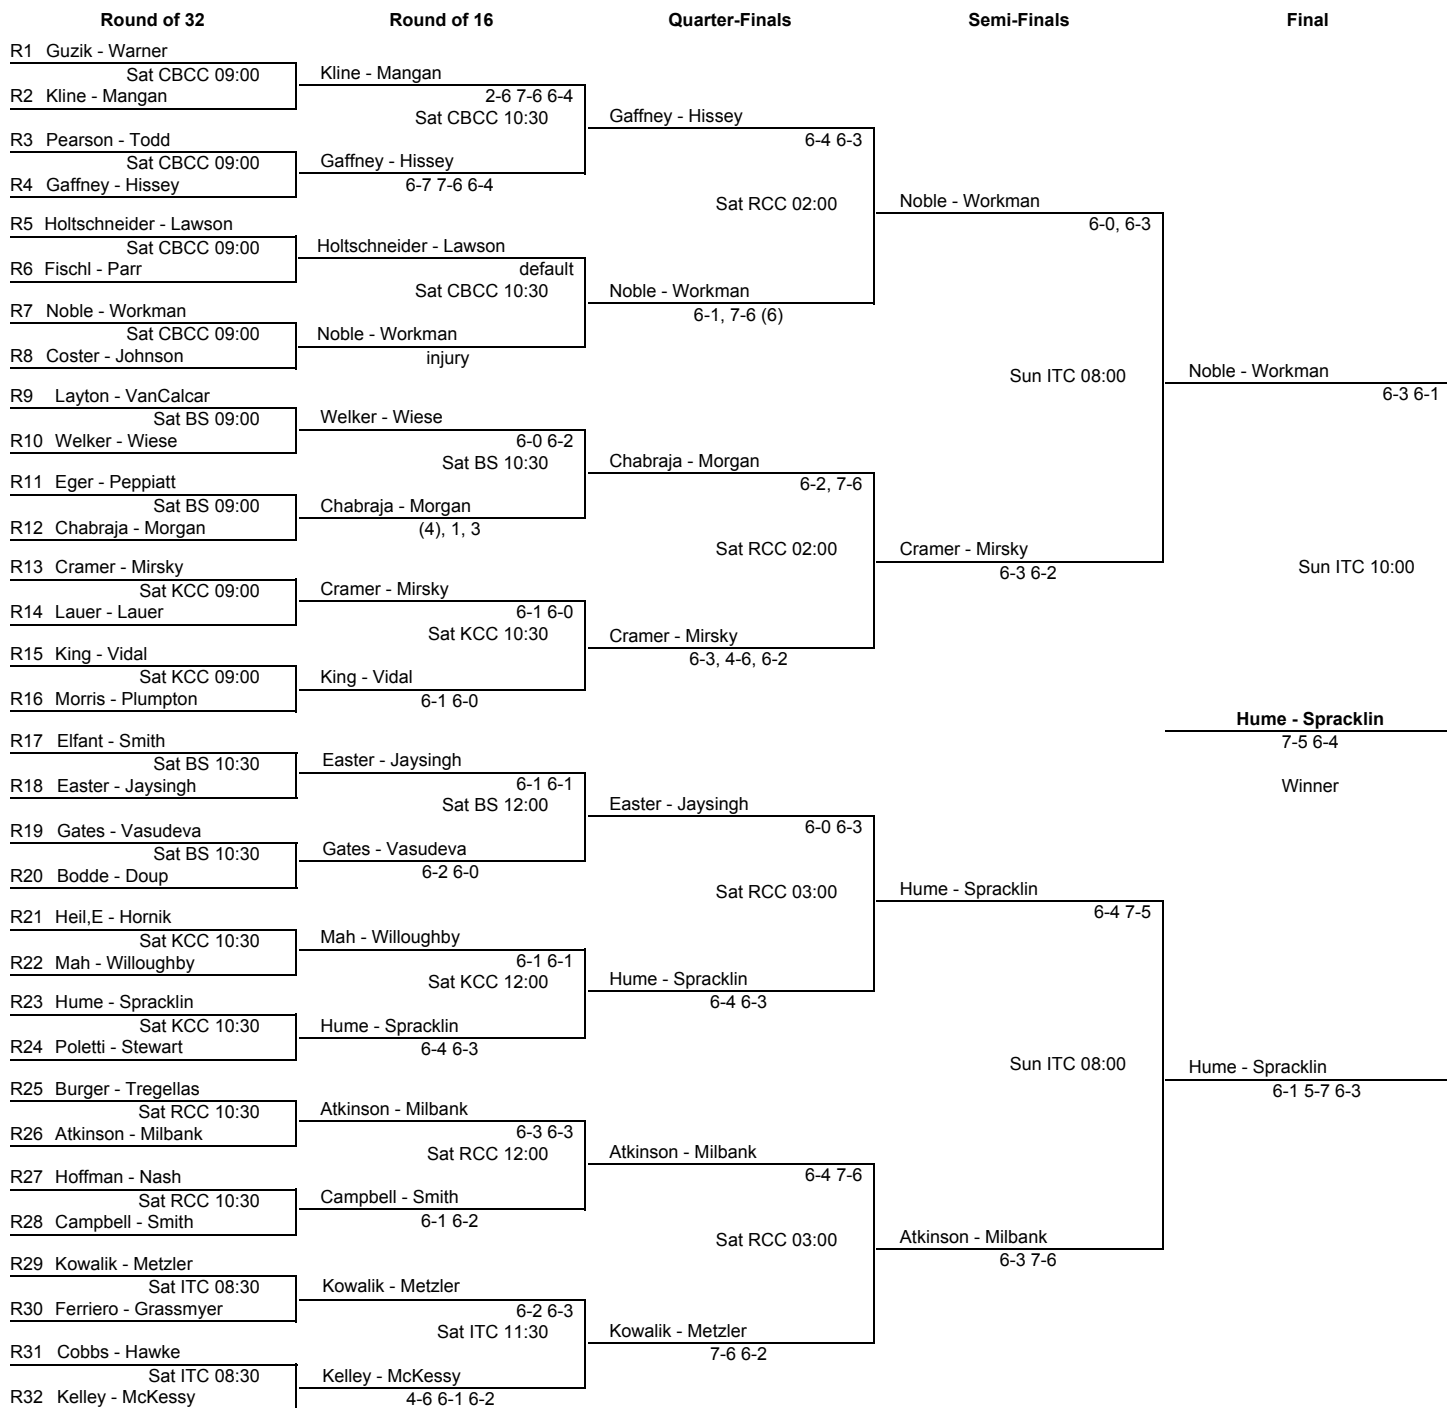 Round of 32
Round of 16
Quarter-Finals
Semi-Finals
Final
R1 Guzik - Warner
Sat CBCC 09:00
R2 Kline - Mangan
R3 Pearson - Todd
Sat CBCC 09:00
R4 Gaffney - Hissey
R5 Holtschneider - Lawson
Sat CBCC 09:00
R6 Fischl - Parr
R7 Noble - Workman
Sat CBCC 09:00
R8 Coster - Johnson
R9 Layton - VanCalcar
Sat BS 09:00
R10 Welker - Wiese
R11 Eger - Peppiatt
Sat BS 09:00
R12 Chabraja - Morgan
R13 Cramer - Mirsky
Sat KCC 09:00
R14 Lauer - Lauer
R15 King - Vidal
Sat KCC 09:00
R16 Morris - Plumpton
R17 Elfant - Smith
Sat BS 10:30
R18 Easter - Jaysingh
R19 Gates - Vasudeva
Sat BS 10:30
R20 Bodde - Doup
R21 Heil,E - Hornik
Sat KCC 10:30
R22 Mah - Willoughby
R23 Hume - Spracklin
Sat KCC 10:30
R24 Poletti - Stewart
R25 Burger - Tregellas
Sat RCC 10:30
R26 Atkinson - Milbank
R27 Hoffman - Nash
Sat RCC 10:30
R28 Campbell - Smith
R29 Kowalik - Metzler
Sat ITC 08:30
R30 Ferriero - Grassmyer
R31 Cobbs - Hawke
Sat ITC 08:30
R32 Kelley - McKessy
Kline - Mangan
2-6 7-6 6-4
Sat CBCC 10:30
Gaffney - Hissey
6-7 7-6 6-4
Holtschneider - Lawson
default
Sat CBCC 10:30
Noble - Workman
injury
Welker - Wiese
6-0 6-2
Sat BS 10:30
Chabraja - Morgan
(4), 1, 3
Cramer - Mirsky
6-1 6-0
Sat KCC 10:30
King - Vidal
6-1 6-0
Easter - Jaysingh
6-1 6-1
Sat BS 12:00
Gates - Vasudeva
6-2 6-0
Mah - Willoughby
6-1 6-1
Sat KCC 12:00
Hume - Spracklin
6-4 6-3
Atkinson - Milbank
6-3 6-3
Sat RCC 12:00
Campbell - Smith
6-1 6-2
Kowalik - Metzler
6-2 6-3
Sat ITC 11:30
Kelley - McKessy
4-6 6-1 6-2
Gaffney - Hissey
6-4 6-3
Sat RCC 02:00
Noble - Workman
6-1, 7-6 (6)
Chabraja - Morgan
6-2, 7-6
Sat RCC 02:00
Cramer - Mirsky
6-3, 4-6, 6-2
Easter - Jaysingh
6-0 6-3
Sat RCC 03:00
Hume - Spracklin
6-4 6-3
Atkinson - Milbank
6-4 7-6
Sat RCC 03:00
Kowalik - Metzler
7-6 6-2
Noble - Workman
6-0, 6-3
Sun ITC 08:00
Cramer - Mirsky
6-3 6-2
Hume - Spracklin
6-4 7-5
Sun ITC 08:00
Atkinson - Milbank
6-3 7-6
Noble - Workman
6-3 6-1
Sun ITC 10:00
Hume - Spracklin
7-5 6-4
Winner
Hume - Spracklin
6-1 5-7 6-3